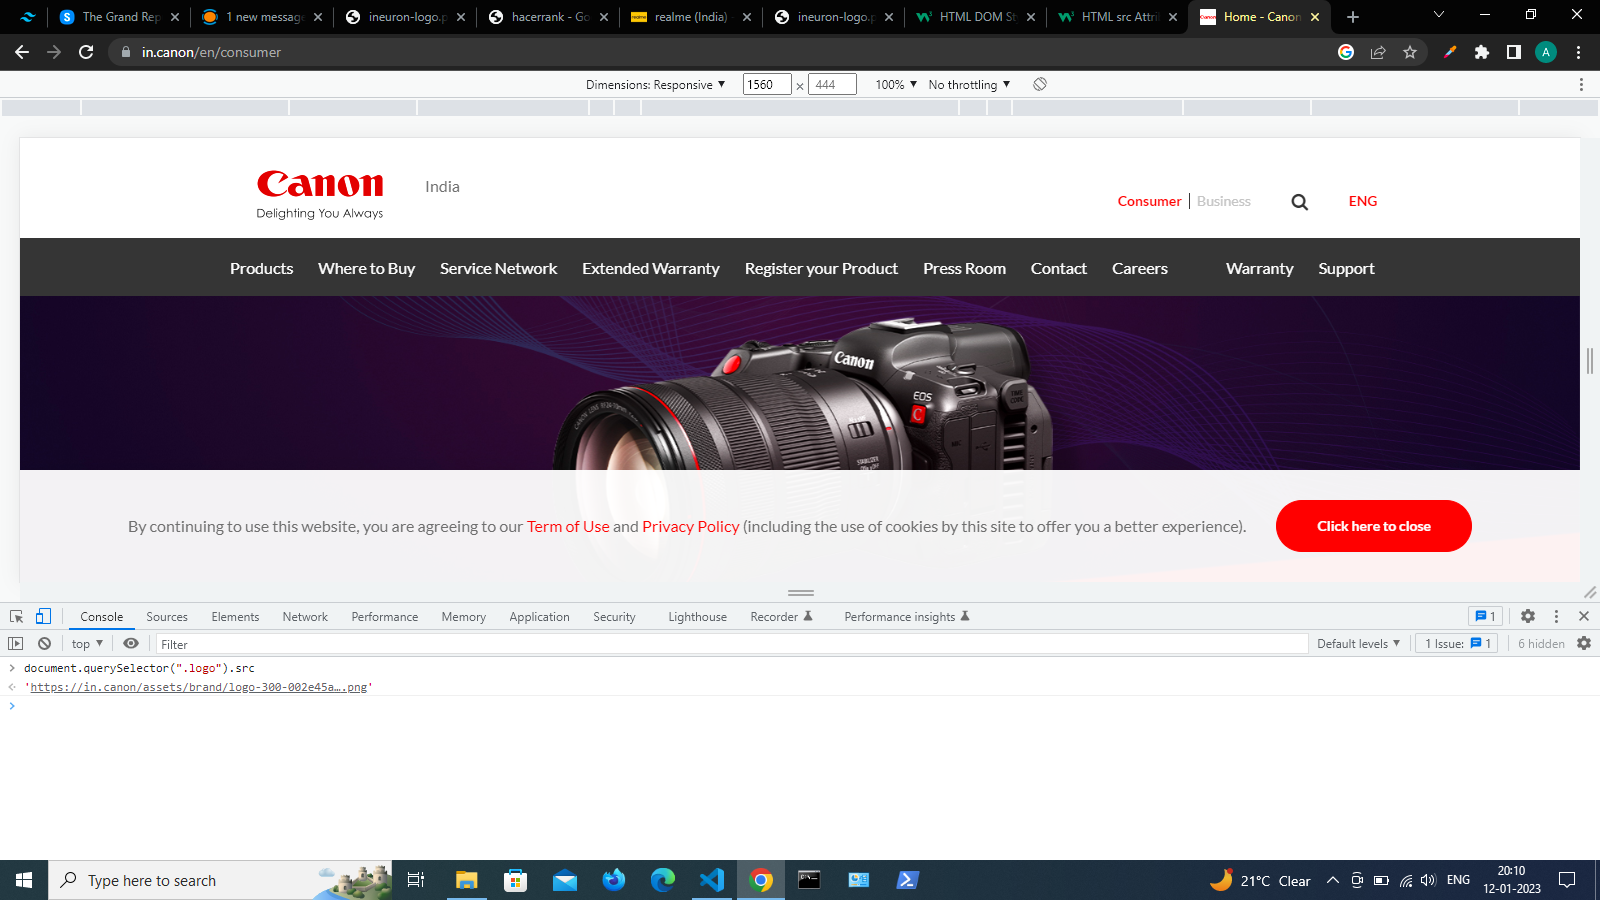 The Grand Rep
1 new message
ineuron-logo.p
hacerrank - Go
realme (India)
ineuron-logo.p
HTML DOM St
HTML src Attri
Home - Canon
in.canon/en/consumer
A
Dimensions: Responsive
1560 × 444
100%
No throttling
Canon
Delighting You Always
India
Consumer
Business
ENG
Products
Where to Buy
Service Network
Extended Warranty
Register your Product
Press Room
Contact
Careers
Warranty
Support
Canon
EOS
C
By continuing to use this website, you are agreeing to our Term of Use and Privacy Policy (including the use of cookies by this site to offer you a better experience).
Click here to close
Console
Sources
Elements
Network
Performance
Memory
Application
Security
Lighthouse
Recorder
Performance insights
1
top
Filter
Default levels
1 Issue: 1
6 hidden
document.querySelector(".logo").src
'https://in.canon/assets/brand/logo-300-002e45a….png'
Type here to search
21°C Clear
ENG
20:10
12-01-2023